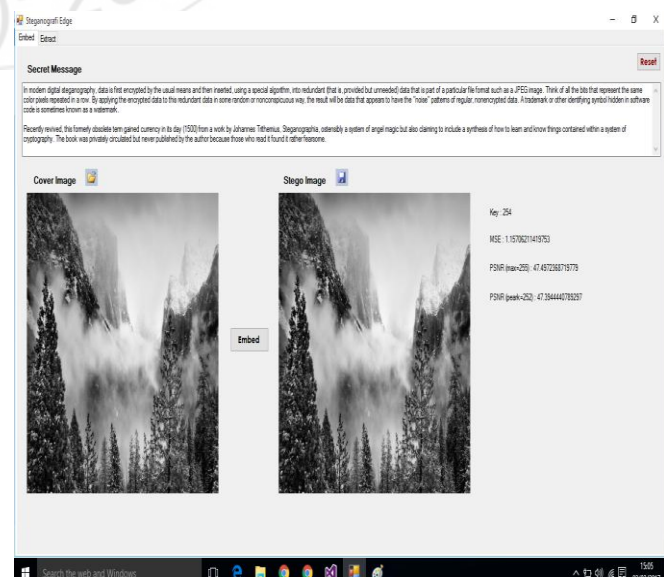 Steganografi Edge
Embed Extract
Reset
Secret Message
In modern digital steganography, data is first encrypted by the usual means and then inserted, using a special algorithm, into redundant (that is, provided but unneeded) data that is part of a particular file format such as a JPEG image. Think of all the bits that represent the same
color pixels repeated in a row. By applying the encrypted data to this redundant data in some random or nonconspicuous way, the result will be data that appears to have the "noise" patterns of regular, nonencrypted data. A trademark or other identifying symbol hidden in software
code is sometimes known as a watermark.
Recently revived, this formerly obsolete term gained currency in its day (1500) from a work by Johannes Trithemius, Steganographia, ostensibly a system of angel magic but also claiming to include a synthesis of how to learn and know things contained within a system of
cryptography. The book was privately circulated but never published by the author because those who read it found it rather fearsome.
Cover Image
Stego Image
Key : 254
MSE : 1.15706211419753
PSNR (max=255) : 47.4972368719779
PSNR (peark=252) : 47.3944440789297
Embed
Search the web and Windows
15:05